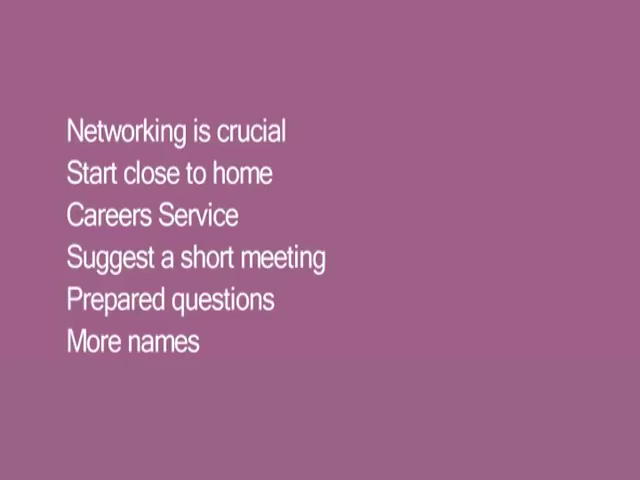 Networking is crucial
Start close to home
Careers Service
Suggest a short meeting
Prepared questions
More names